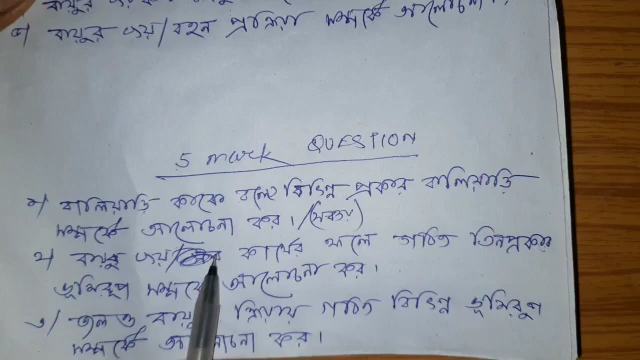 বায়ুর
৩) বায়ুর ক্ষয়/বহন প্রক্রিয়া সম্পর্কে আলোচনা
5 mark QUESTION
১) বালিয়াড়ি কাকে বলে? বিভিন্ন প্রকার বালিয়াড়ি
সম্পর্কে আলোচনা কর।
২) বায়ুর ক্ষয় কার্যের ফলে গঠিত তিনপ্রকার
ভূমিরূপ সম্পর্কে আলোচনা কর।
৩) জল ও বায়ুর গঠিত বিভিন্ন ভূমিরূপ
সম্পর্কে আলোচনা কর।